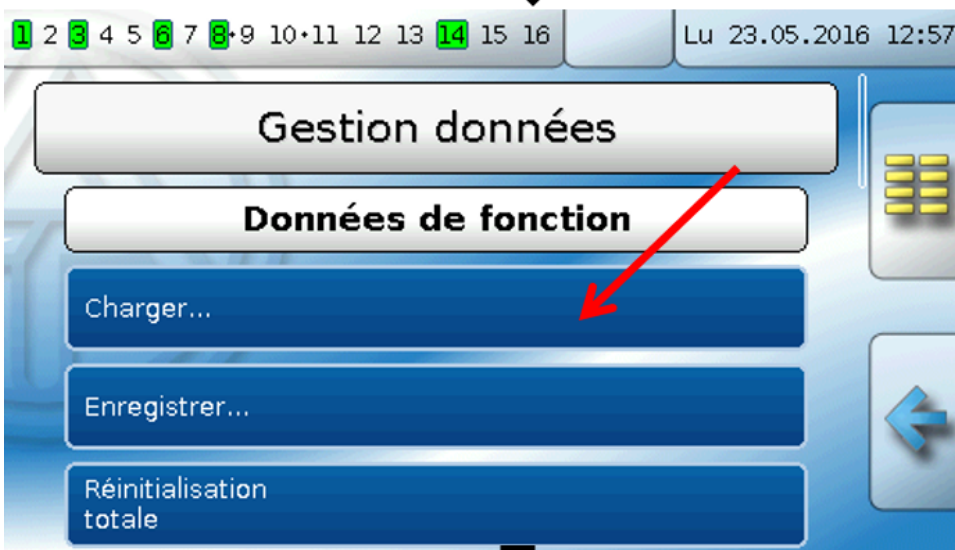 1 2 3 4 5 6 7 8•9 10•11 12 13 14 15 16 Lu 23.05.2016 12:57
Gestion données
Données de fonction
Charger...
Enregistrer...
Réinitialisation
totale